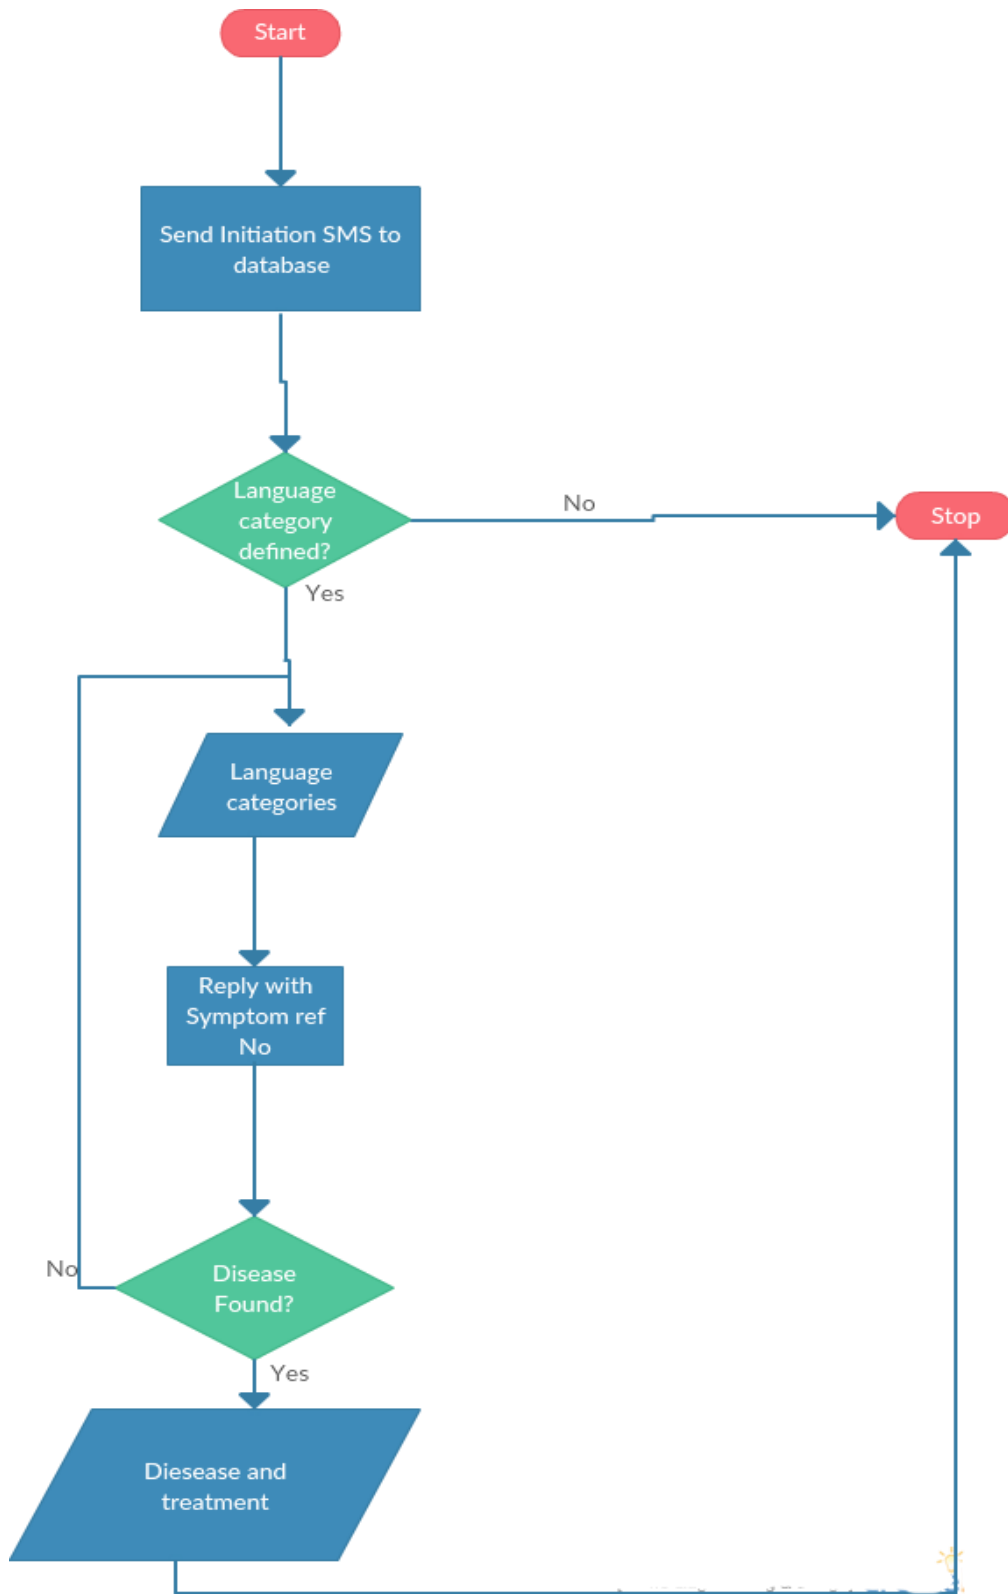 Start
Send Initiation SMS to
database
Language
category
defined?
No
Stop
Yes
Language
categories
Reply with
Symptom ref
No
Disease
Found?
No
Yes
Diesease and
treatment